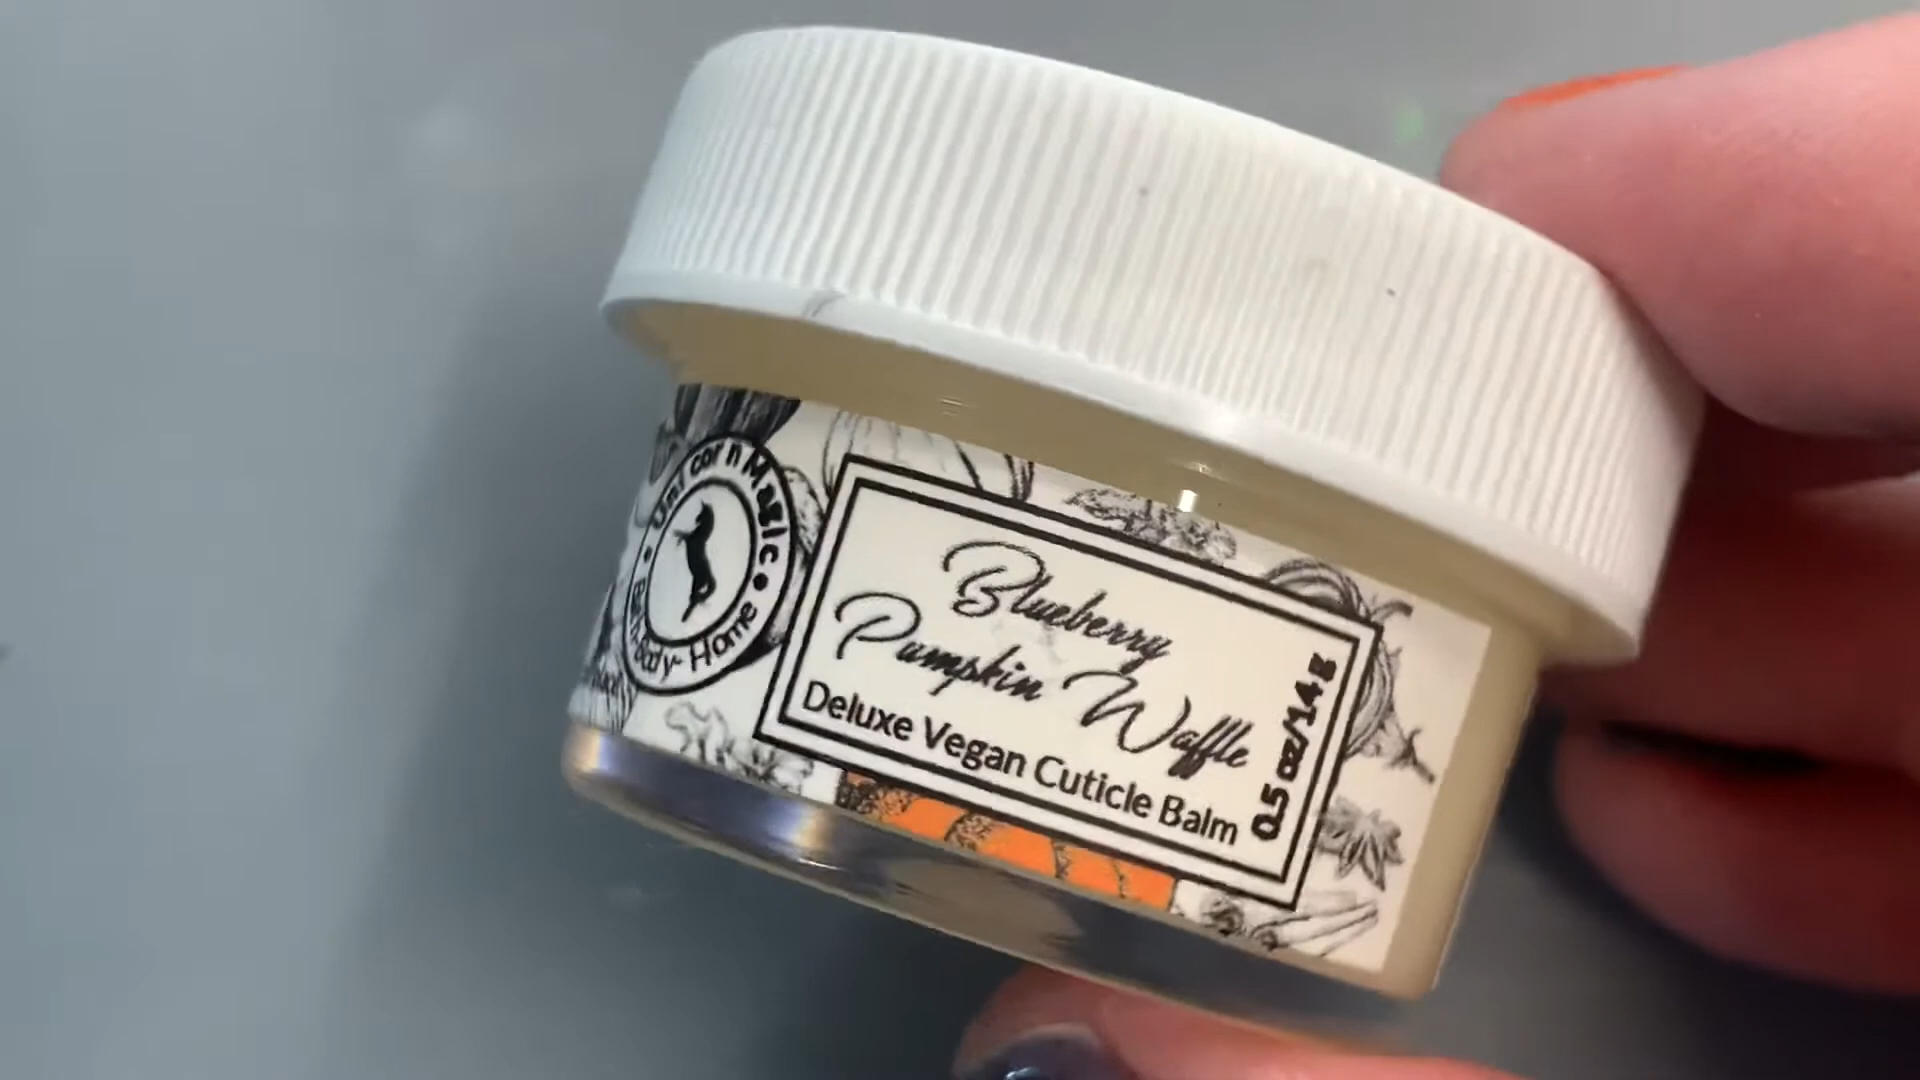 Unicorn Magic
Bath- Body- Home
Blueberry
Pumpkin Waffle
Deluxe Vegan Cuticle Balm
0.5 oz/14 g